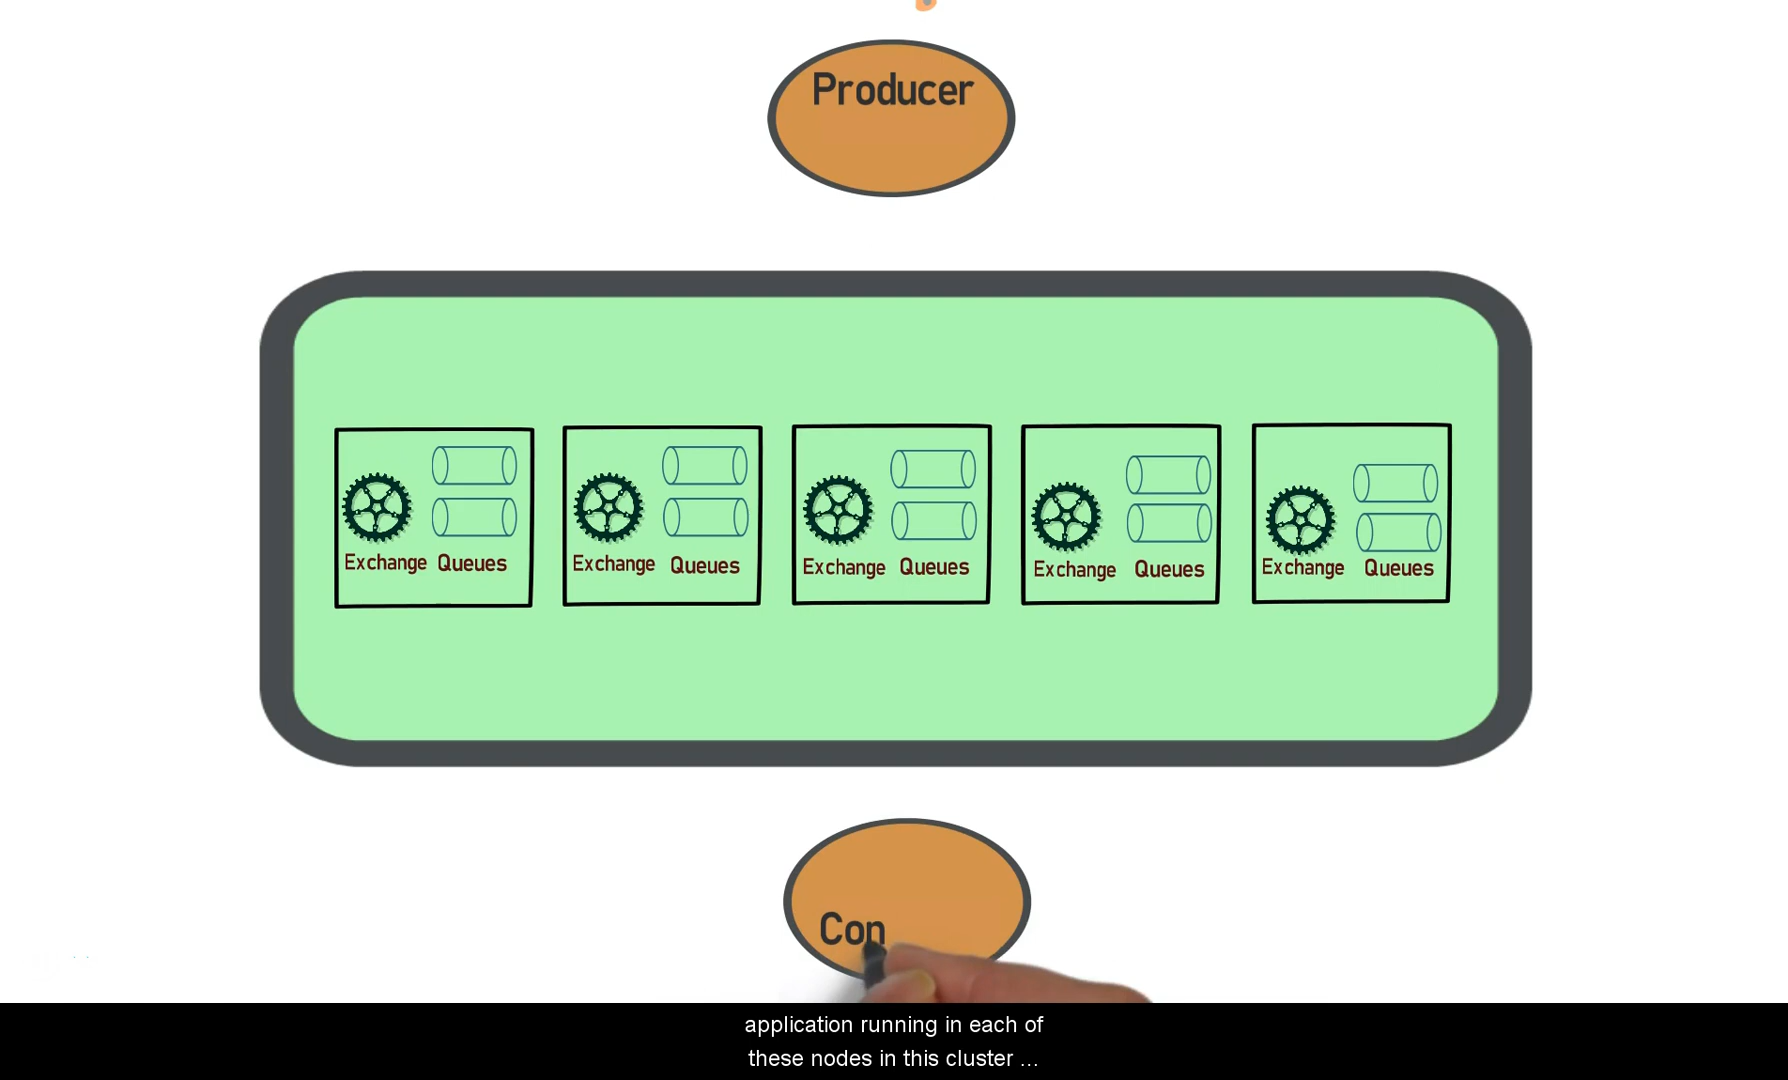 Producer
Exchange Queues
Exchange Queues
Exchange Queues
Exchange Queues
Exchange Queues
Con
application running in each of
these nodes in this cluster ...